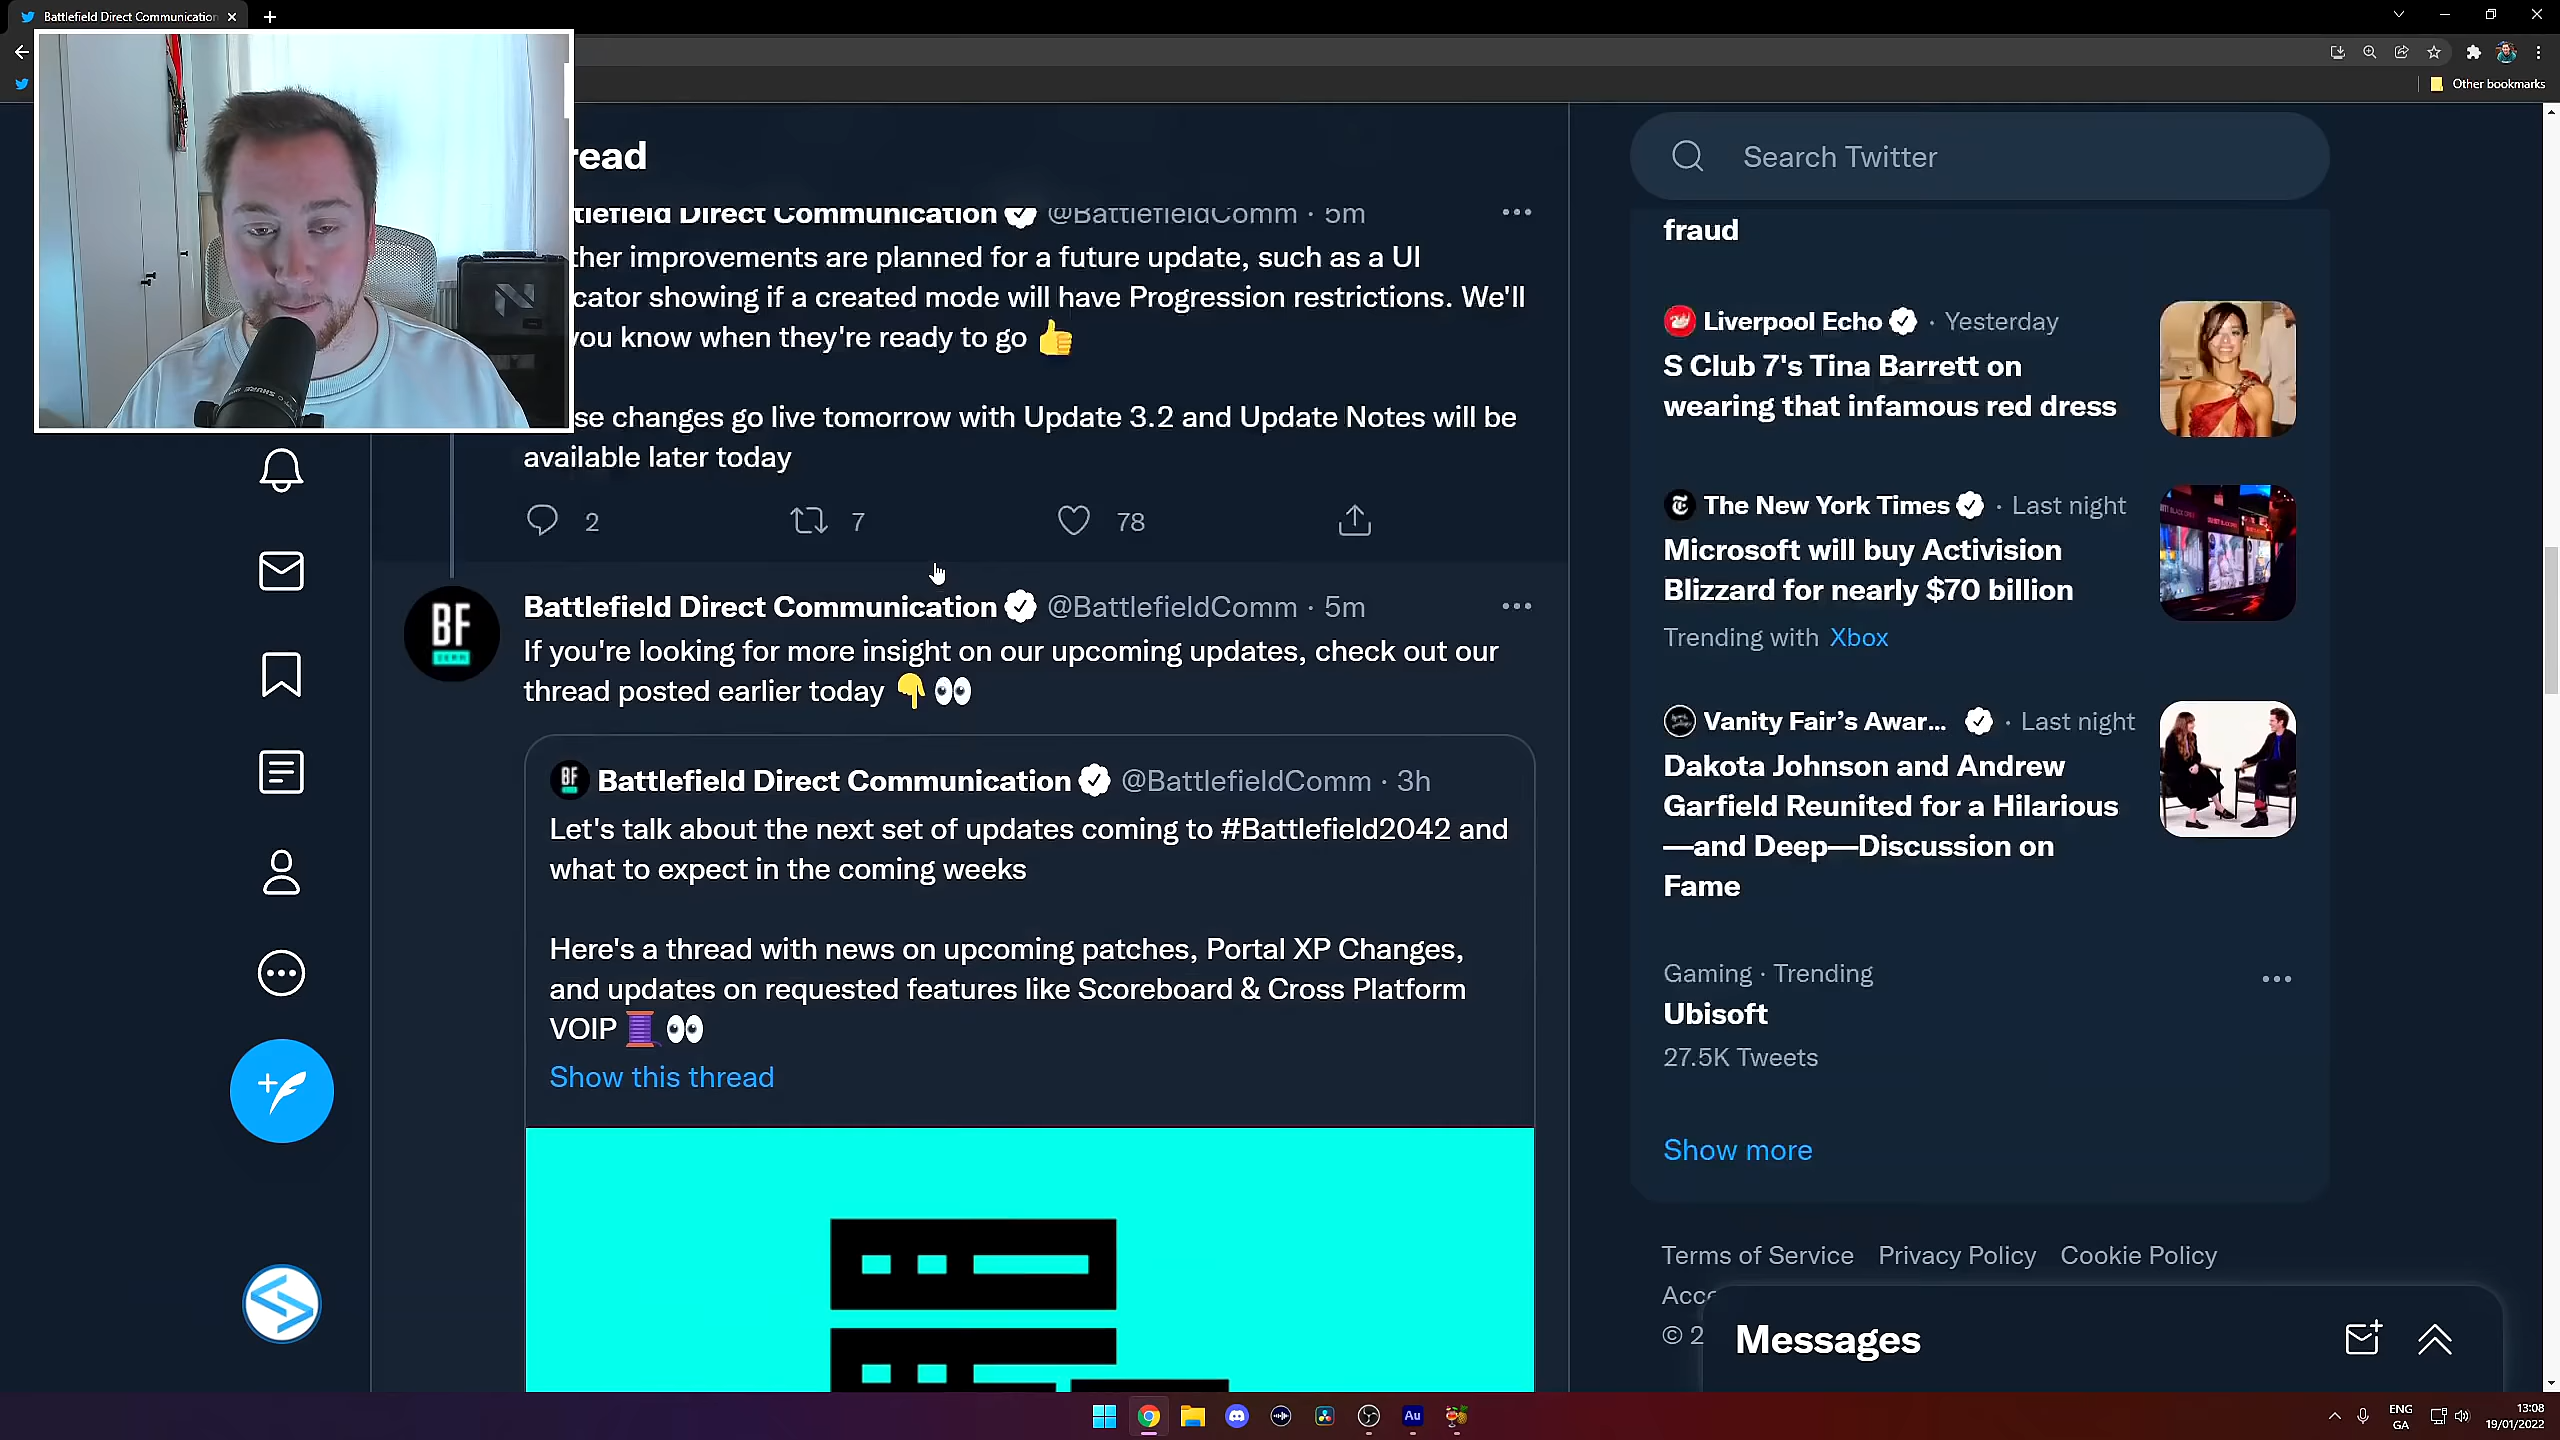 Battlefield Direct Communication
Other bookmarks
read
Search Twitter
tlefield Direct Communication @BattlefieldComm · 5m
ther improvements are planned for a future update, such as a UI
cator showing if a created mode will have Progression restrictions. We'll
you know when they're ready to go 👍
se changes go live tomorrow with Update 3.2 and Update Notes will be
available later today
2 7 78
Battlefield Direct Communication @BattlefieldComm · 5m
If you're looking for more insight on our upcoming updates, check out our
thread posted earlier today 👇👀
BF
Battlefield Direct Communication @BattlefieldComm · 3h
Let's talk about the next set of updates coming to #Battlefield2042 and
what to expect in the coming weeks
Here's a thread with news on upcoming patches, Portal XP Changes,
and updates on requested features like Scoreboard & Cross Platform
VOIP 🧵👀
Show this thread
fraud
Liverpool Echo · Yesterday
S Club 7's Tina Barrett on
wearing that infamous red dress
The New York Times · Last night
Microsoft will buy Activision
Blizzard for nearly $70 billion
Trending with Xbox
Vanity Fair's Awar... · Last night
Dakota Johnson and Andrew
Garfield Reunited for a Hilarious
—and Deep—Discussion on
Fame
Gaming · Trending
Ubisoft
27.5K Tweets
Show more
Terms of Service Privacy Policy Cookie Policy
Acce
© 2
Messages
Au
ENG
GA
13:08
19/01/2022